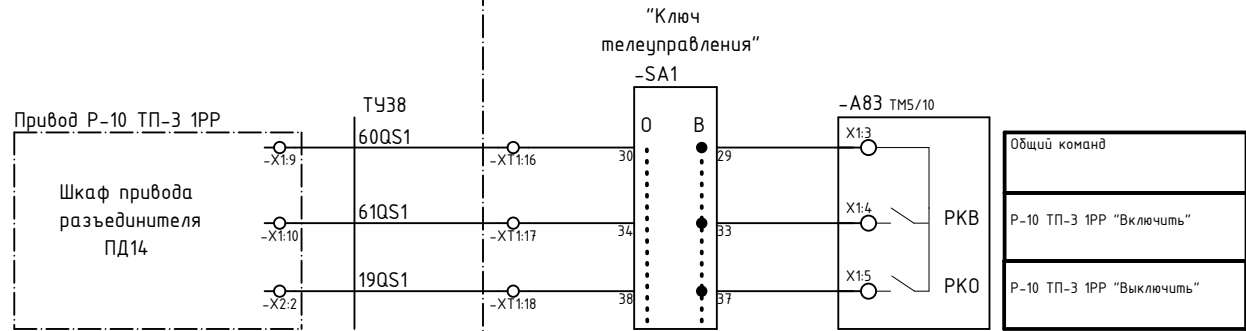 "Ключ
телеуправления"
-SA1
Привод Р-10 ТП-3 1РР
ТУ38
О
В
-А83 ТМ5/10
60QS1
-X1:9
-XT1:16
30
29
X1:3
Общий команд
Шкаф привода
разъединителя
ПД14
61QS1
-X1:10
-XT1:17
34
33
X1:4
РКВ
Р-10 ТП-3 1РР "Включить"
19QS1
-X2:2
-XT1:18
38
37
X1:5
РКО
Р-10 ТП-3 1РР "Выключить"